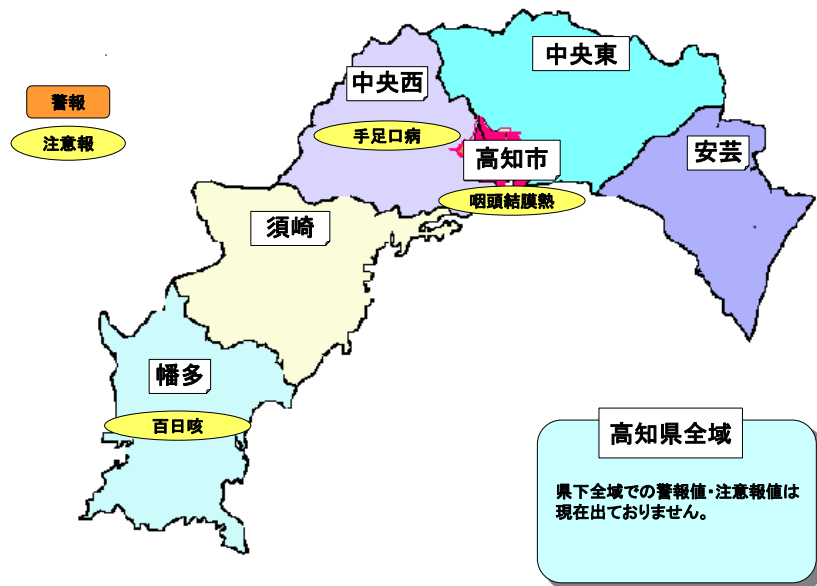 中央東
中央西
警報
注意報
手足口病
高知市
安芸
咽頭結膜熱
須崎
幡多
百日咳
高知県全域
県下全域での警報値・注意報値は
現在出ておりません。